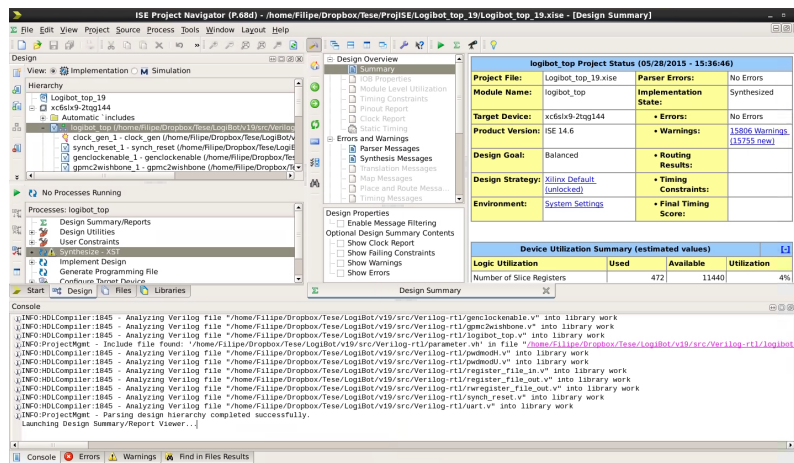 ISE Project Navigator (P.68d) - /home/Filipe/Dropbox/Tese/ProjISE/Logibot_top_19/Logibot_top_19.xise - [Design Summary]
File Edit View Project Source Process Tools Window Layout Help
Design
View: Implementation Simulation
Hierarchy
Logibot_top_19
xc6slx9-2tqg144
Automatic `includes
logibot_top (/home/Filipe/Dropbox/Tese/LogiBot/v19/src/Verilog-
clock_gen_1 - clock_gen (/home/Filipe/Dropbox/Tese/LogiBot/v
synch_reset_1 - synch_reset (/home/Filipe/Dropbox/Tese/LogiB
genclockenable_1 - genclockenable (/home/Filipe/Dropbox/Tes
gpmc2wishbone_1 - gpmc2wishbone (/home/Filipe/Dropbox/
No Processes Running
Processes: logibot_top
Design Summary/Reports
Design Utilities
User Constraints
Synthesize - XST
Implement Design
Generate Programming File
Configure Target Device
Start Design Files Libraries
Design Overview
Summary
IOB Properties
Module Level Utilization
Timing Constraints
Pinout Report
Clock Report
Static Timing
Errors and Warnings
Parser Messages
Synthesis Messages
Translation Messages
Map Messages
Place and Route Messa...
Timing Messages
Design Properties
Enable Message Filtering
Optional Design Summary Contents
Show Clock Report
Show Failing Constraints
Show Warnings
Show Errors
Design Summary
logibot_top Project Status (05/28/2015 - 15:36:46)
Project File: Logibot_top_19.xise Parser Errors: No Errors
Module Name: logibot_top Implementation State: Synthesized
Target Device: xc6slx9-2tqg144 • Errors: No Errors
Product Version: ISE 14.6 • Warnings: 15806 Warnings (15755 new)
Design Goal: Balanced • Routing Results:
Design Strategy: Xilinx Default (unlocked) • Timing Constraints:
Environment: System Settings • Final Timing Score:
Device Utilization Summary (estimated values) [-]
Logic Utilization Used Available Utilization
Number of Slice Registers 472 11440 4%
Console
INFO:HDLCompiler:1845 - Analyzing Verilog file "/home/Filipe/Dropbox/Tese/LogiBot/v19/src/Verilog-rtl/genclockenable.v" into library work
INFO:HDLCompiler:1845 - Analyzing Verilog file "/home/Filipe/Dropbox/Tese/LogiBot/v19/src/Verilog-rtl/gpmc2wishbone.v" into library work
INFO:HDLCompiler:1845 - Analyzing Verilog file "/home/Filipe/Dropbox/Tese/LogiBot/v19/src/Verilog-rtl/logibot_top.v" into library work
INFO:ProjectMgmt - Include file found: '/home/Filipe/Dropbox/Tese/LogiBot/v19/src/Verilog-rtl/parameter.vh' in file "/home/Filipe/Dropbox/Tese/LogiBot/v19/src/Verilog-rtl/logibot
INFO:HDLCompiler:1845 - Analyzing Verilog file "/home/Filipe/Dropbox/Tese/LogiBot/v19/src/Verilog-rtl/pwdmodH.v" into library work
INFO:HDLCompiler:1845 - Analyzing Verilog file "/home/Filipe/Dropbox/Tese/LogiBot/v19/src/Verilog-rtl/pwdmodU.v" into library work
INFO:HDLCompiler:1845 - Analyzing Verilog file "/home/Filipe/Dropbox/Tese/LogiBot/v19/src/Verilog-rtl/register_file_in.v" into library work
INFO:HDLCompiler:1845 - Analyzing Verilog file "/home/Filipe/Dropbox/Tese/LogiBot/v19/src/Verilog-rtl/register_file_out.v" into library work
INFO:HDLCompiler:1845 - Analyzing Verilog file "/home/Filipe/Dropbox/Tese/LogiBot/v19/src/Verilog-rtl/rwregister_file_out.v" into library work
INFO:HDLCompiler:1845 - Analyzing Verilog file "/home/Filipe/Dropbox/Tese/LogiBot/v19/src/Verilog-rtl/synch_reset.v" into library work
INFO:HDLCompiler:1845 - Analyzing Verilog file "/home/Filipe/Dropbox/Tese/LogiBot/v19/src/Verilog-rtl/uart.v" into library work
INFO:ProjectMgmt - Parsing design hierarchy completed successfully.
Launching Design Summary/Report Viewer...
Console Errors Warnings Find in Files Results